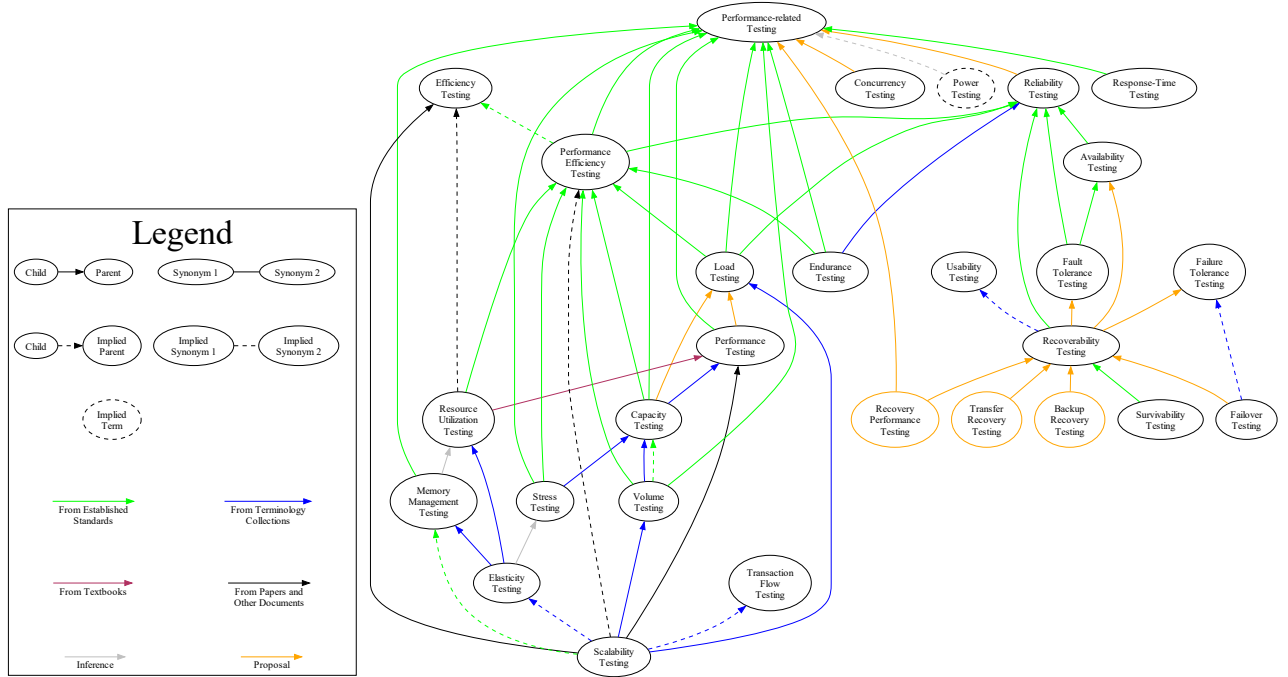 Performance-related
Testing
Efficiency
Testing
Concurrency
Testing
Power
Testing
Reliability
Testing
Response-Time
Testing
Performance
Efficiency
Testing
Availability
Testing
Legend
Child
Parent
Synonym 1
Synonym 2
Load
Testing
Endurance
Testing
Usability
Testing
Fault
Tolerance
Testing
Failure
Tolerance
Testing
Child
Implied
Parent
Implied
Synonym 1
Implied
Synonym 2
Performance
Testing
Recoverability
Testing
Implied
Term
Resource
Utilization
Testing
Capacity
Testing
Recovery
Performance
Testing
Transfer
Recovery
Testing
Backup
Recovery
Testing
Survivability
Testing
Failover
Testing
From Established
Standards
From Terminology
Collections
Memory
Management
Testing
Stress
Testing
Volume
Testing
From Textbooks
From Papers and
Other Documents
Elasticity
Testing
Transaction
Flow
Testing
Inference
Proposal
Scalability
Testing